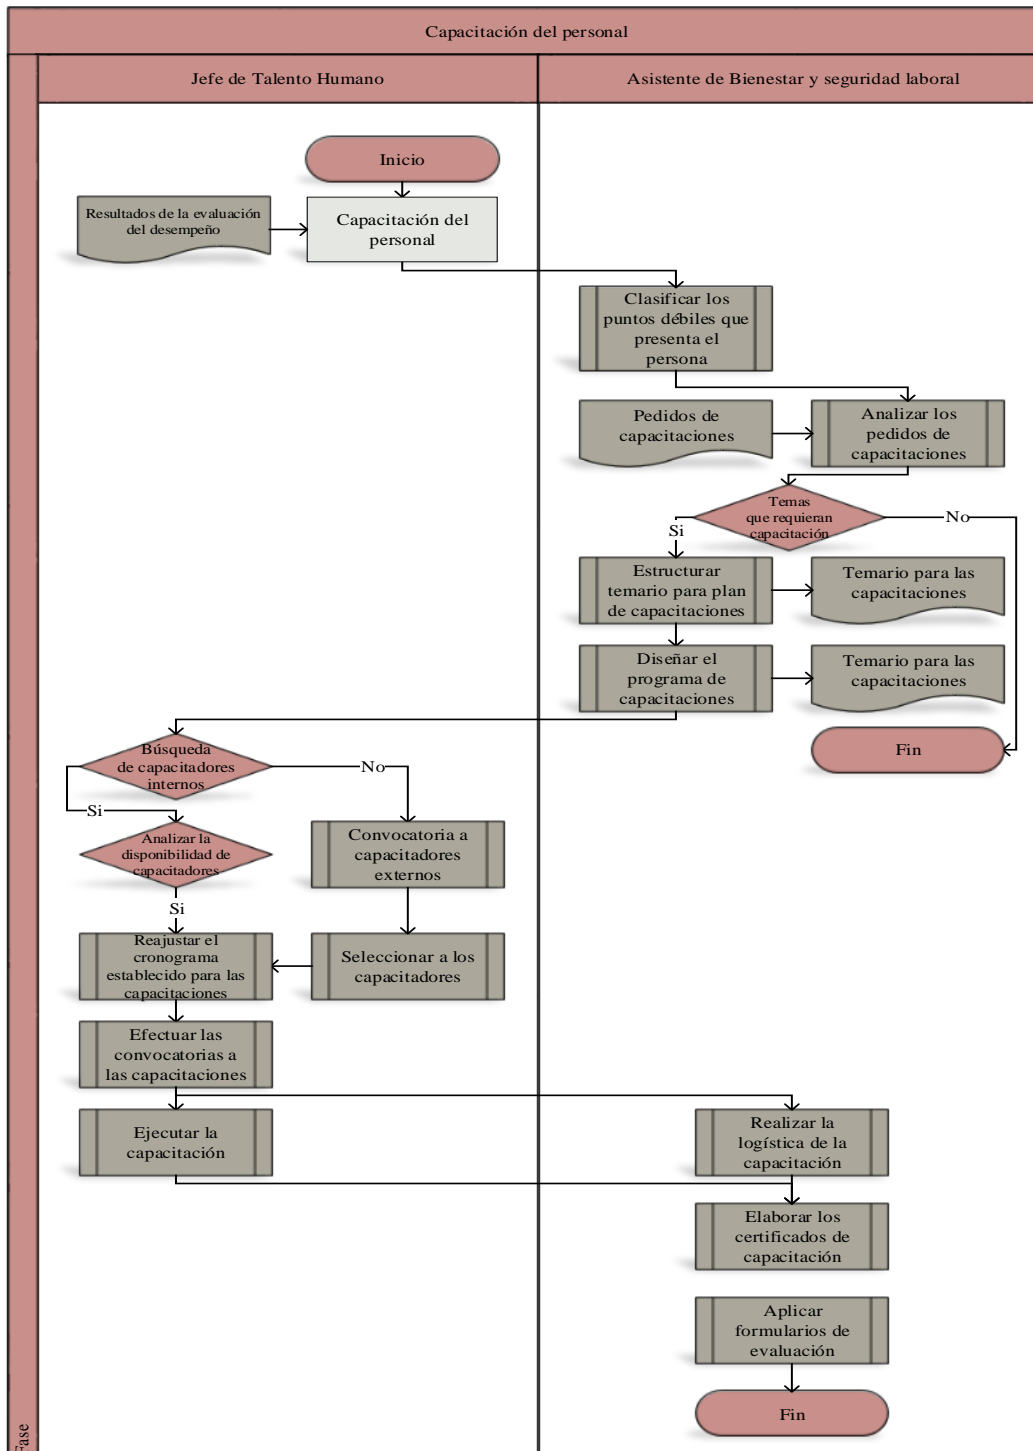 Capacitación del personal
Jefe de Talento Humano
Asistente de Bienestar y seguridad laboral
Inicio
Resultados de la evaluación
del desempeño
Capacitación del
personal
Clasificar los
puntos débiles que
presenta el
persona
Pedidos de
capacitaciones
Analizar los
pedidos de
capacitaciones
Temas
que requieran
capacitación
No
Si
Estructurar
temario para plan
de capacitaciones
Temario para las
capacitaciones
Diseñar el
programa de
capacitaciones
Temario para las
capacitaciones
Búsqueda
de capacitadores
internos
No
Fin
Si
Analizar la
disponibilidad de
capacitadores
Convocatoria a
capacitadores
externos
Si
Reajustar el
cronograma
establecido para las
capacitaciones
Seleccionar a los
capacitadores
Efectuar las
convocatorias a
las capacitaciones
Ejecutar la
capacitación
Realizar la
logística de la
capacitación
Elaborar los
certificados de
capacitación
Aplicar
formularios de
evaluación
Fin
Fase